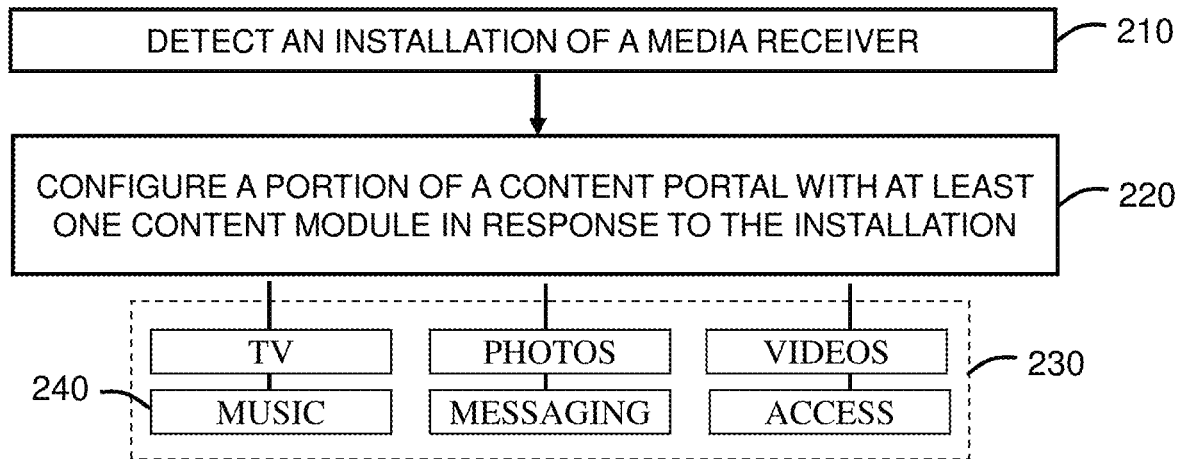 DETECT AN INSTALLATION OF A MEDIA RECEIVER
210
CONFIGURE A PORTION OF A CONTENT PORTAL WITH AT LEAST
ONE CONTENT MODULE IN RESPONSE TO THE INSTALLATION
220
TV
PHOTOS
VIDEOS
230
240
MUSIC
MESSAGING
ACCESS